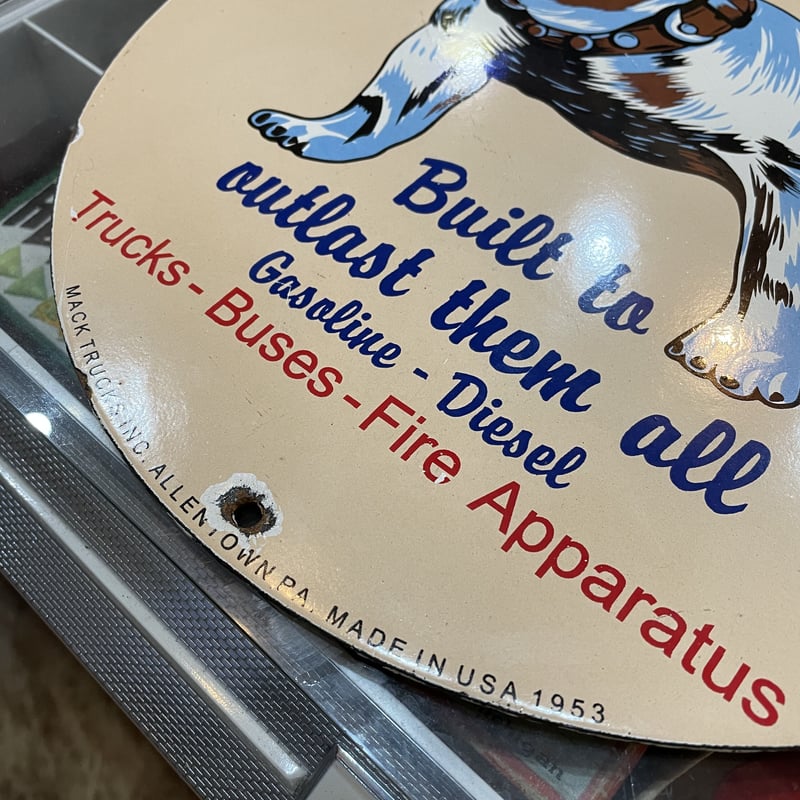 Built to
outlast them all
Gasoline - Diesel
Trucks - Buses - Fire Apparatus
MACK TRUCKS INC. ALLENTOWN PA. MADE IN USA 1953